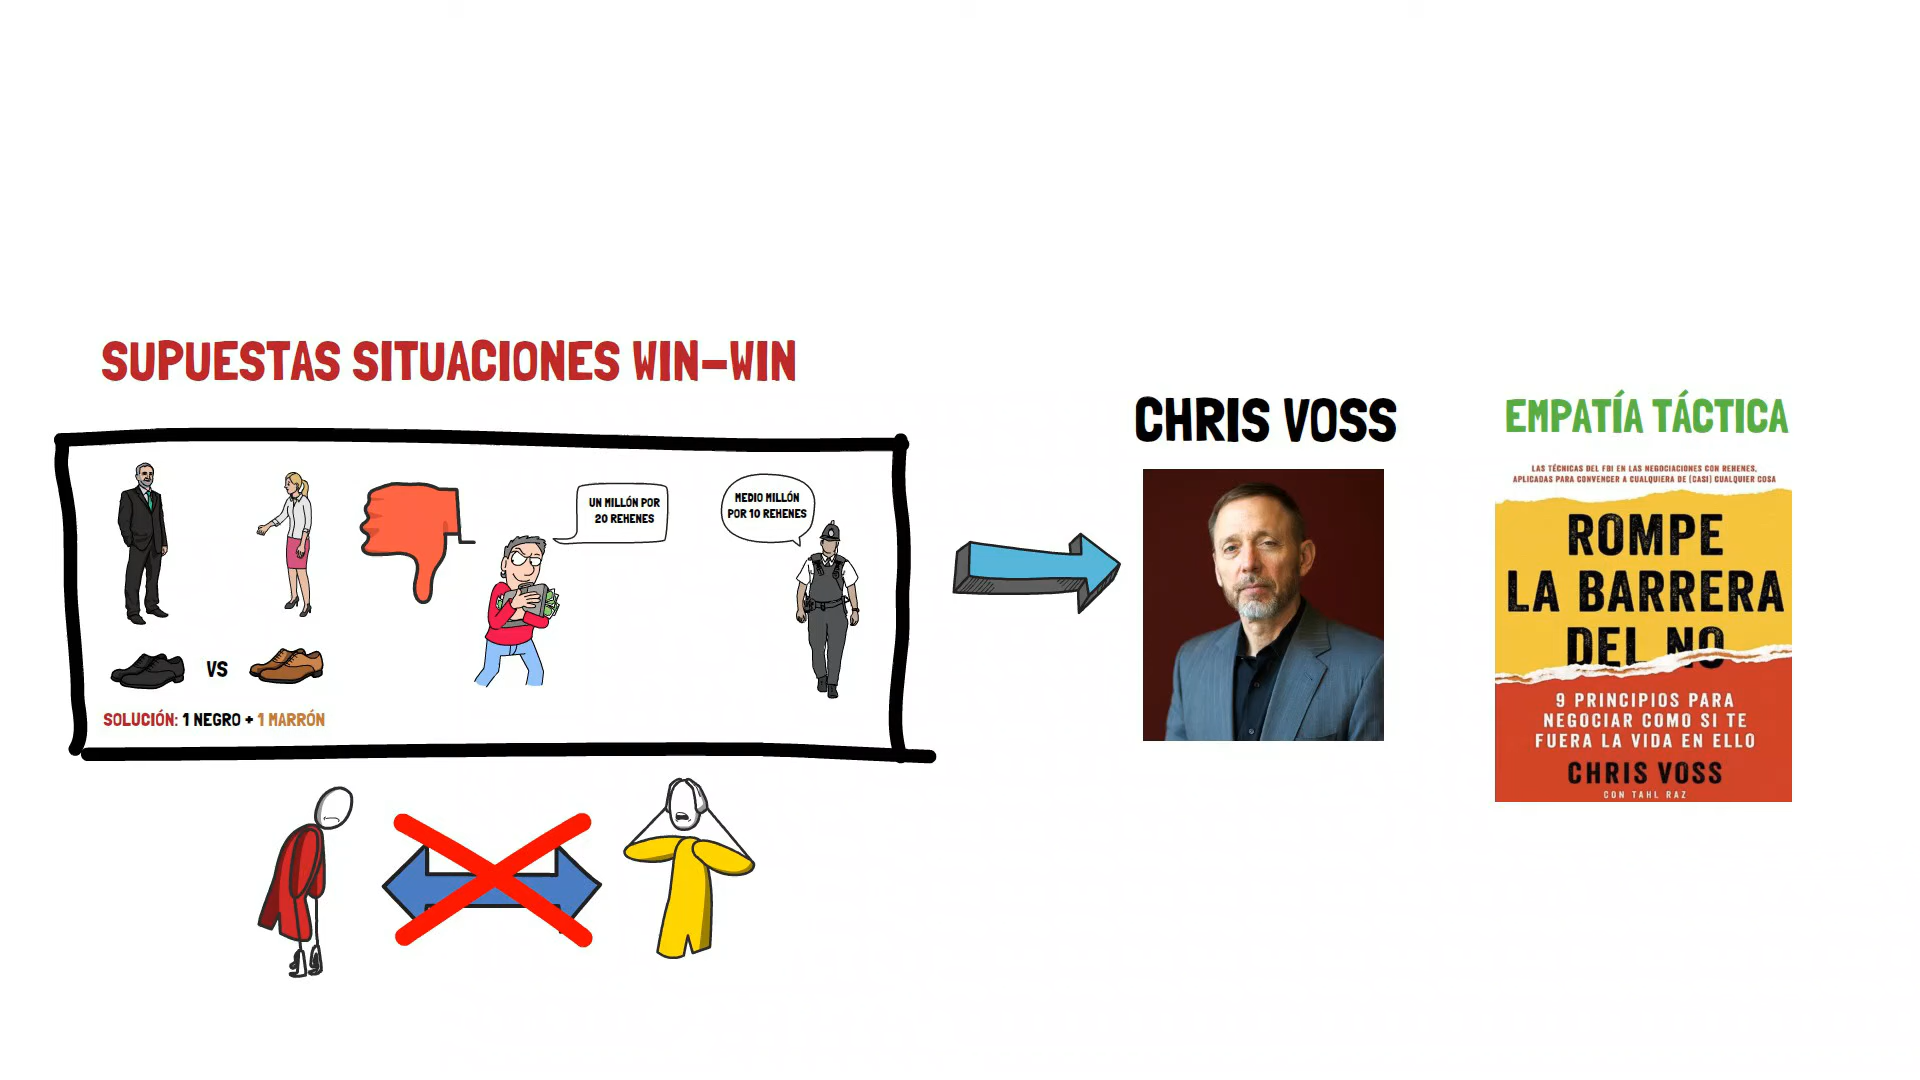 SUPUESTAS SITUACIONES WIN-WIN
UN MILLÓN POR
20 REHENES
MEDIO MILLÓN
POR 10 REHENES
VS
SOLUCIÓN: 1 NEGRO + 1 MARRÓN
CHRIS VOSS
EMPATÍA TÁCTICA
LAS TÉCNICAS DEL FBI EN LAS NEGOCIACIONES CON REHENES,
APLICADAS PARA CONVENCER A CUALQUIERA DE (CASI) CUALQUIER COSA
ROMPE
LA BARRERA
DEL NO
9 PRINCIPIOS PARA
NEGOCIAR COMO SI TE
FUERA LA VIDA EN ELLO
CHRIS VOSS
CON TAHL RAZ